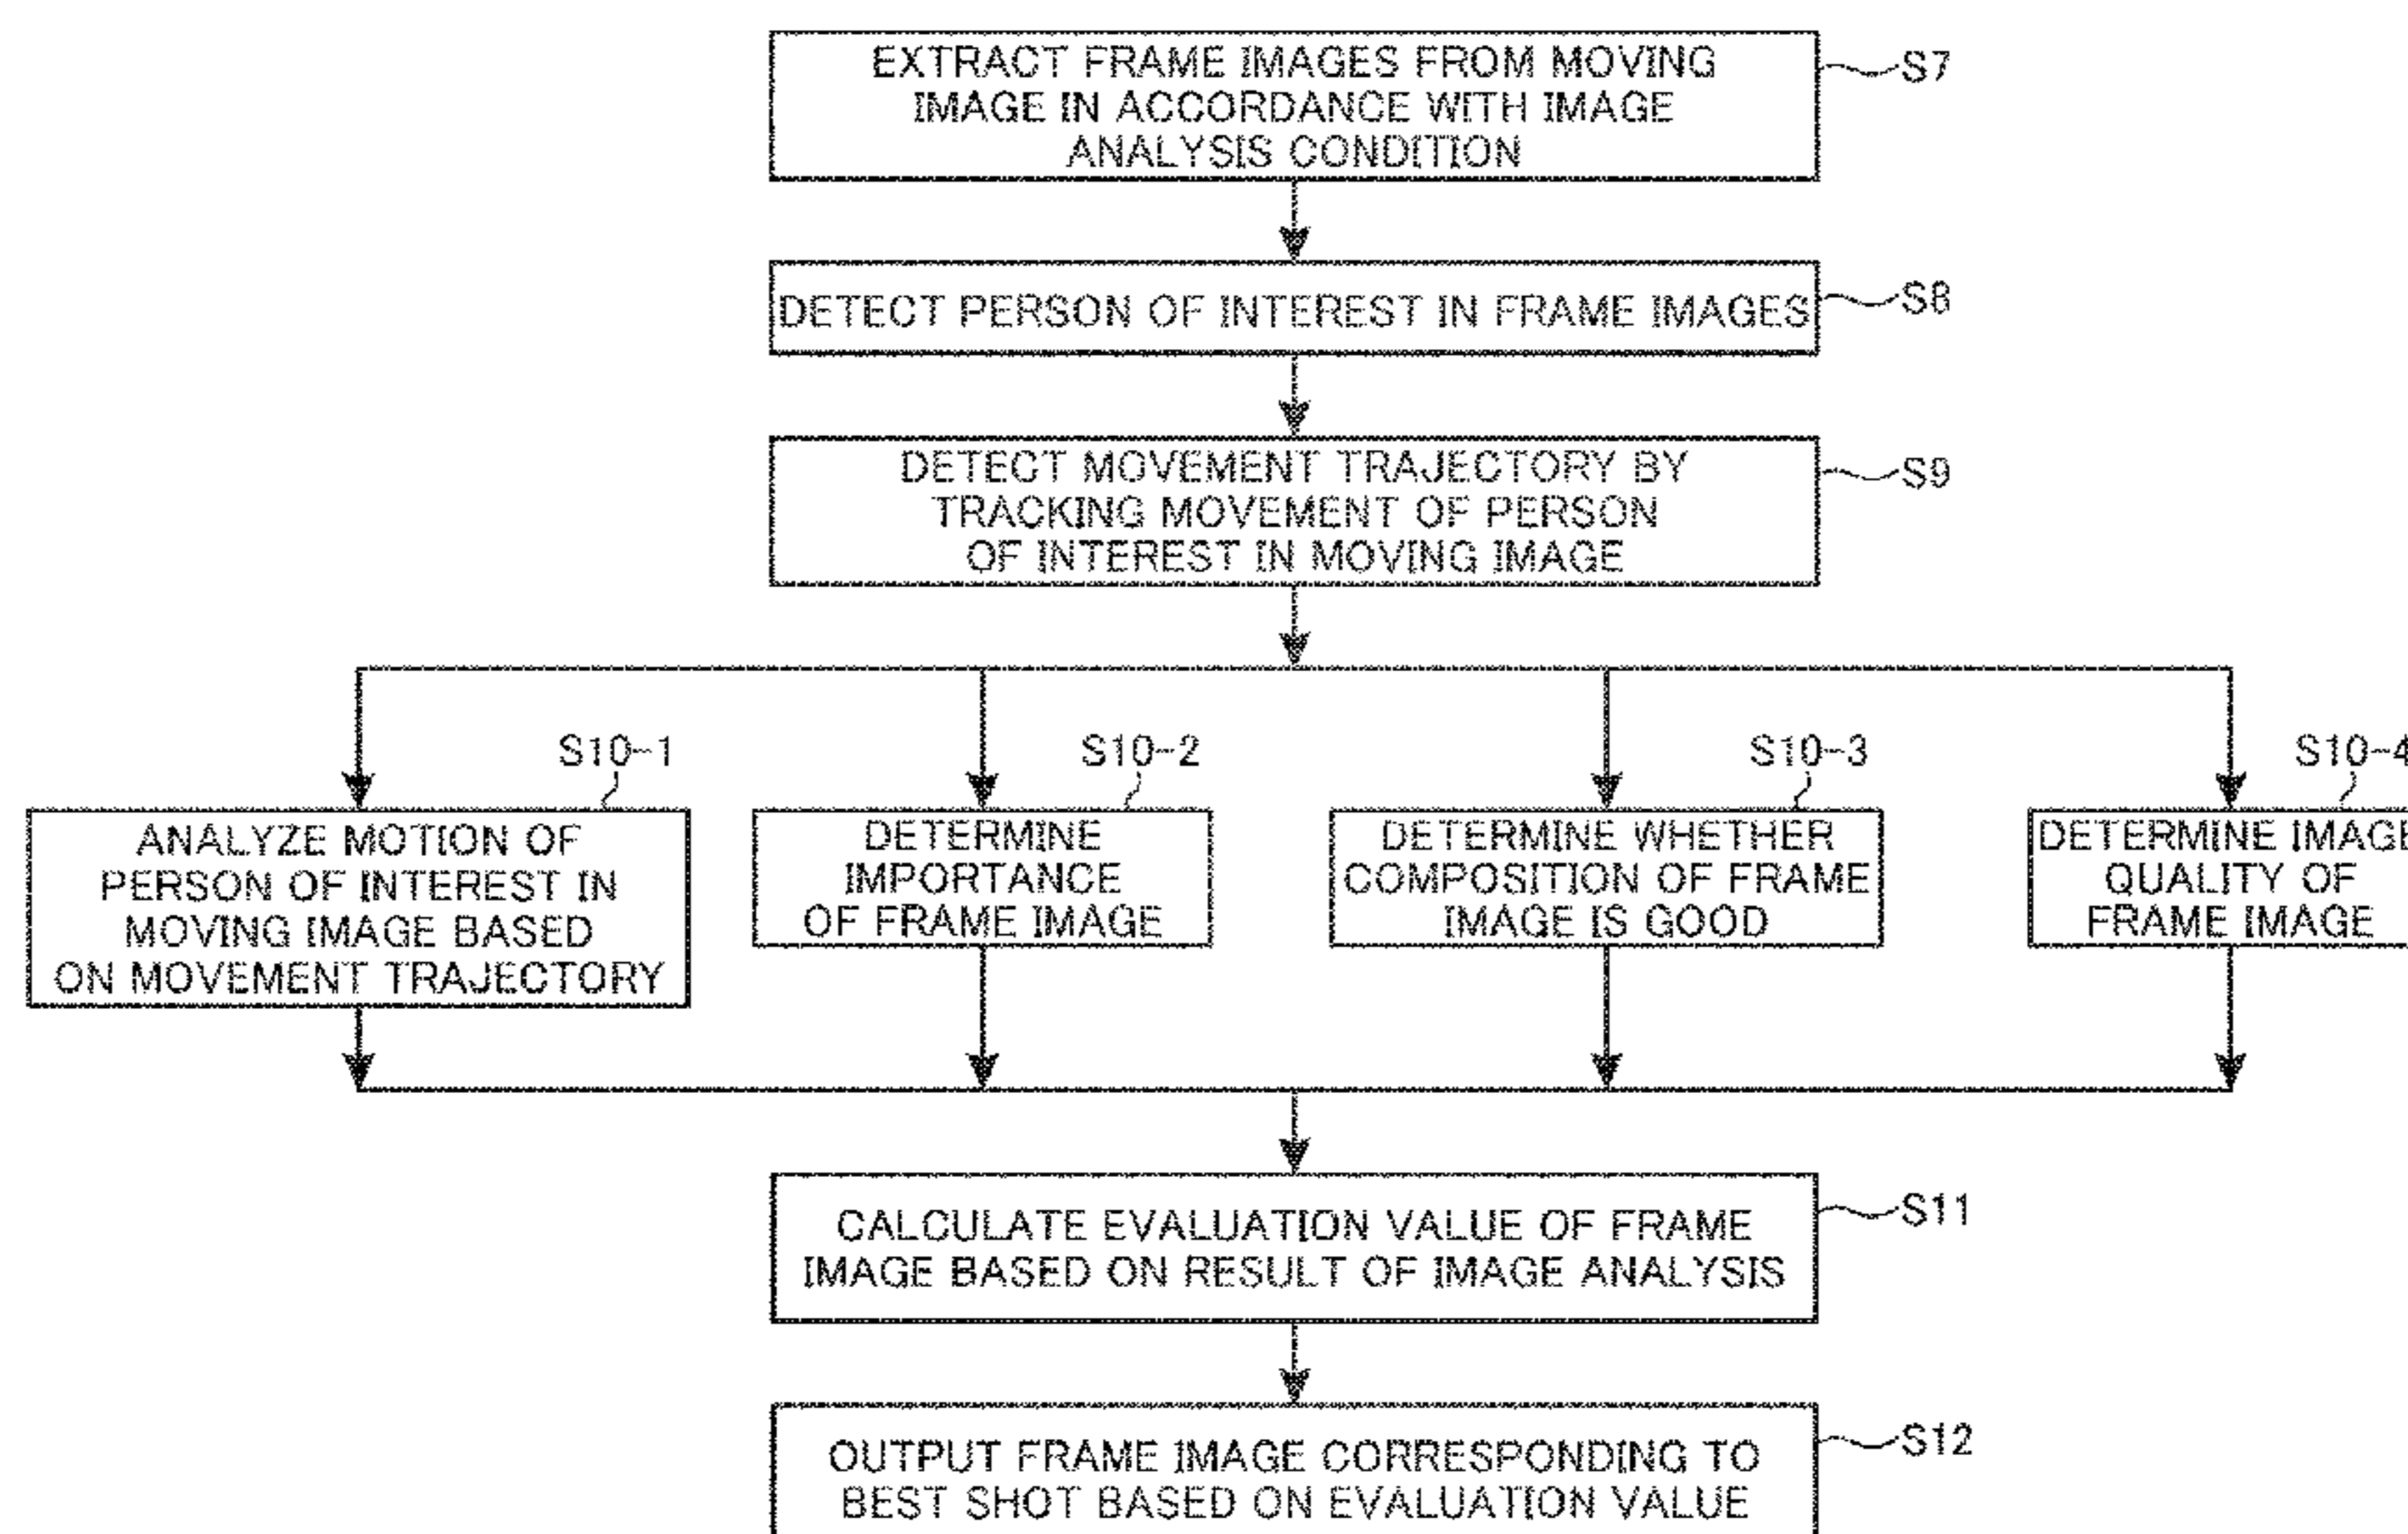 EXTRACT FRAME IMAGES FROM MOVING
IMAGE IN ACCORDANCE WITH IMAGE
ANALYSIS CONDITION
S7
DETECT PERSON OF INTEREST IN FRAME IMAGES
S8
DETECT MOVEMENT TRAJECTORY BY
TRACKING MOVEMENT OF PERSON
OF INTEREST IN MOVING IMAGE
S9
S10-1
ANALYZE MOTION OF
PERSON OF INTEREST IN
MOVING IMAGE BASED
ON MOVEMENT TRAJECTORY
S10-2
DETERMINE
IMPORTANCE
OF FRAME IMAGE
S10-3
DETERMINE WHETHER
COMPOSITION OF FRAME
IMAGE IS GOOD
S10-4
DETERMINE IMAGE
QUALITY OF
FRAME IMAGE
CALCULATE EVALUATION VALUE OF FRAME
IMAGE BASED ON RESULT OF IMAGE ANALYSIS
S11
OUTPUT FRAME IMAGE CORRESPONDING TO
BEST SHOT BASED ON EVALUATION VALUE
S12